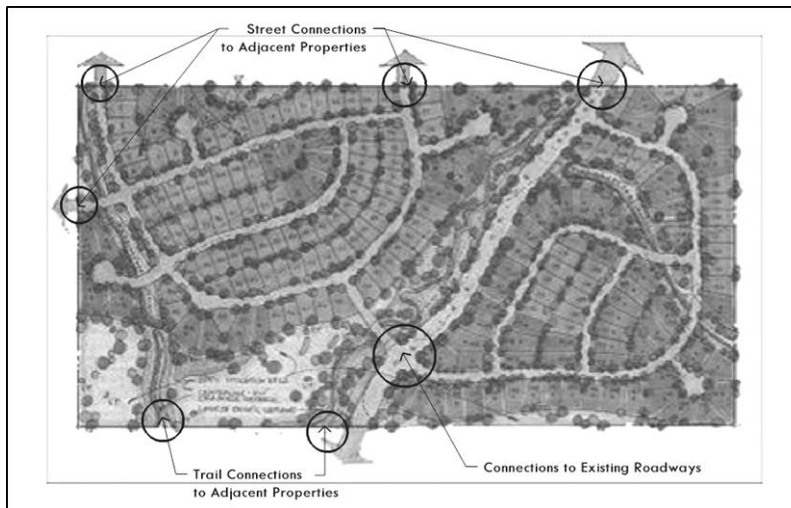 Street Connections
to Adjacent Properties
Trail Connections
to Adjacent Properties
Connections to Existing Roadways